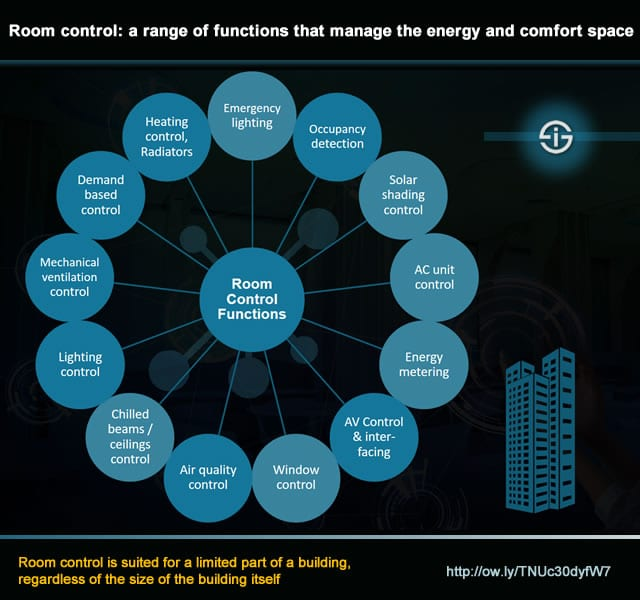 Room control: a range of functions that manage the energy and comfort space
Emergency
lighting
Occupancy
detection
Solar
shading
control
AC unit
control
Energy
metering
AV Control
& inter-
facing
Window
control
Air quality
control
Chilled
beams /
ceilings
control
Lighting
control
Mechanical
ventilation
control
Demand
based
control
Heating
control,
Radiators
Room
Control
Functions
Room control is suited for a limited part of a building,
regardless of the size of the building itself
http://ow.ly/TNUc30dyfW7